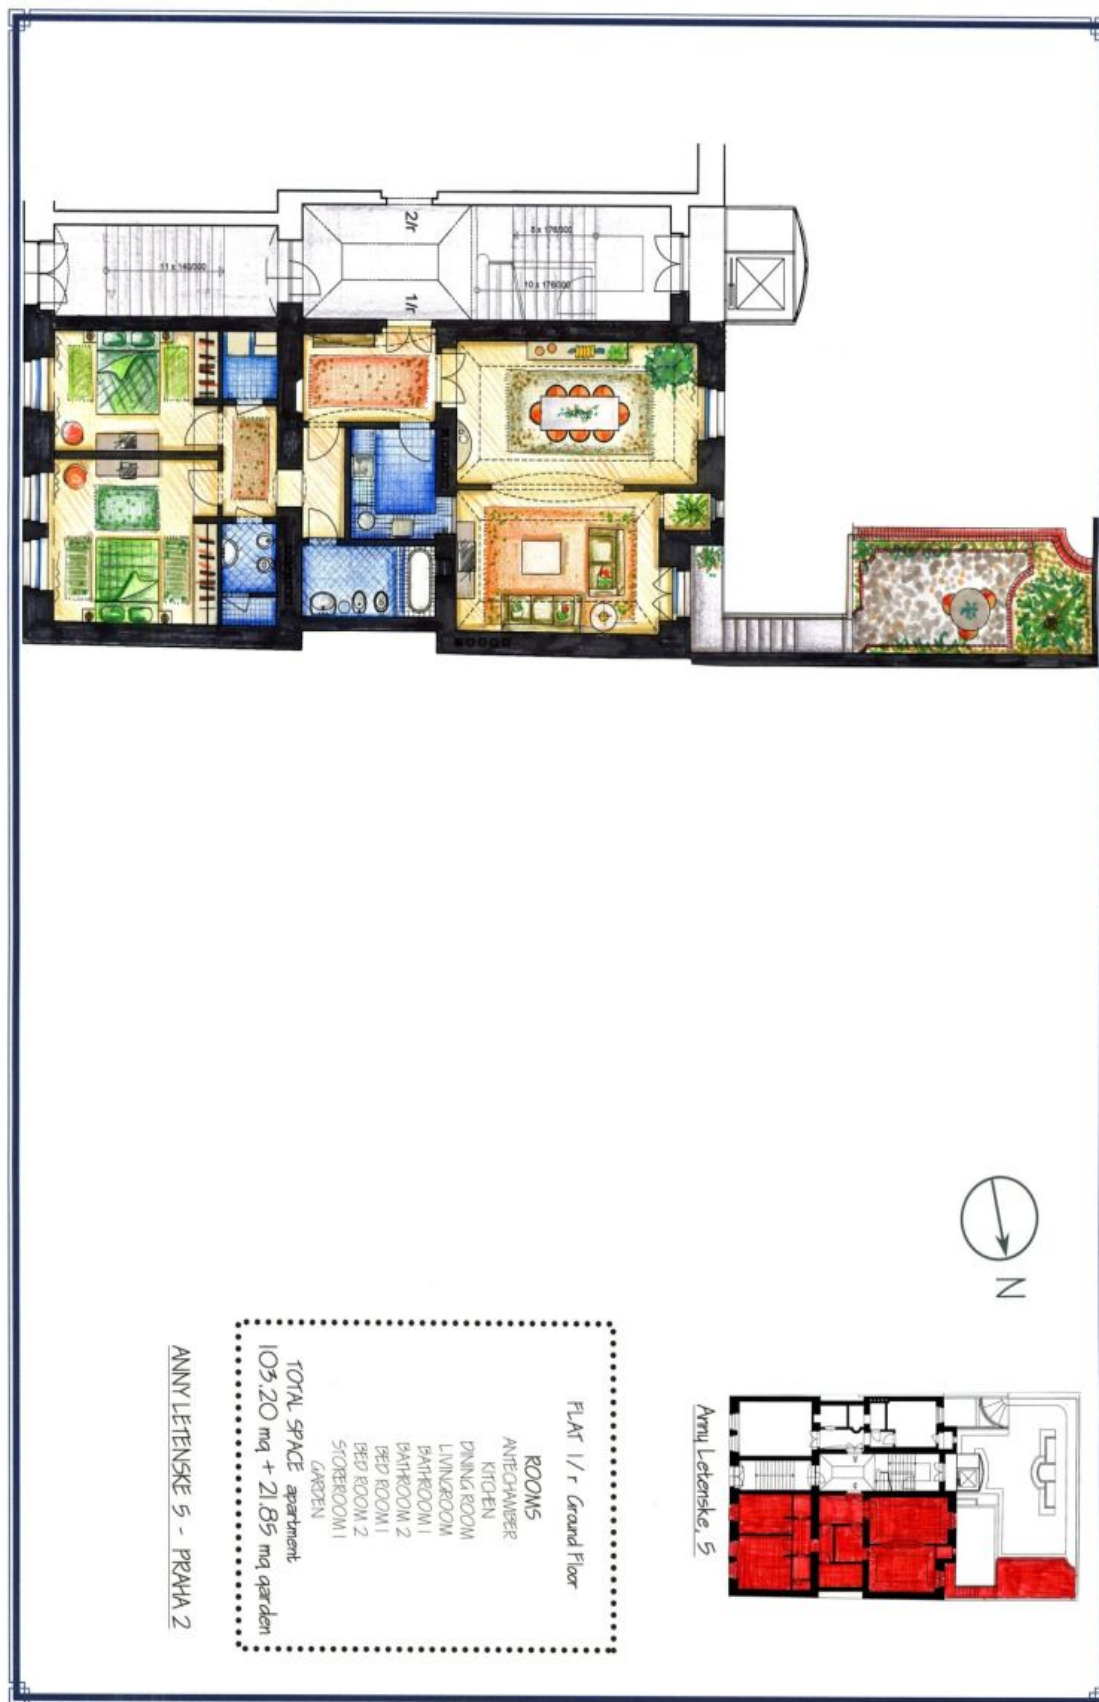 2/r
1/r
8 x 176/300
10 x 176/300
11 x 140/300
N
Anny Letenske, 5
FLAT 1/r Ground Floor
ROOMS
ANTECHAMBER
KITCHEN
DINING ROOM
LIVINGROOM
BATHROOM 1
BATHROOM 2
BED ROOM 1
BED ROOM 2
STOREROOM 1
GARDEN
TOTAL SPACE apartment
103,20 mq + 21.85 mq garden
ANNY LETENSKE 5 - PRAHA 2